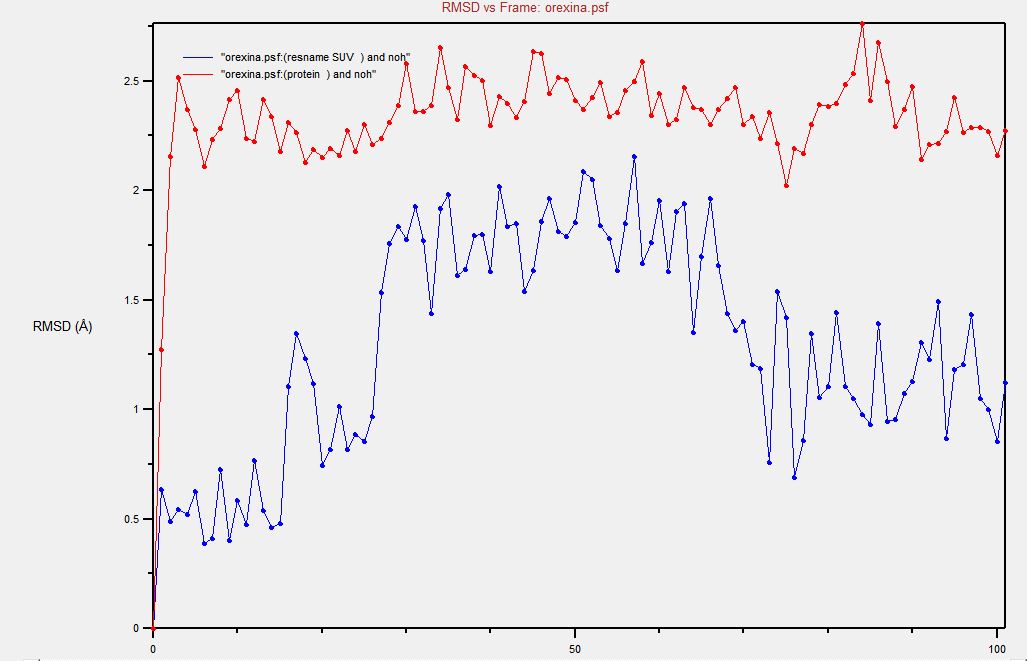 RMSD vs Frame: orexina.psf
"orexina.psf:(resname SUV  ) and noh"
"orexina.psf:(protein  ) and noh"
2.5
2
1.5
RMSD (Å)
1
0.5
0
0
50
100